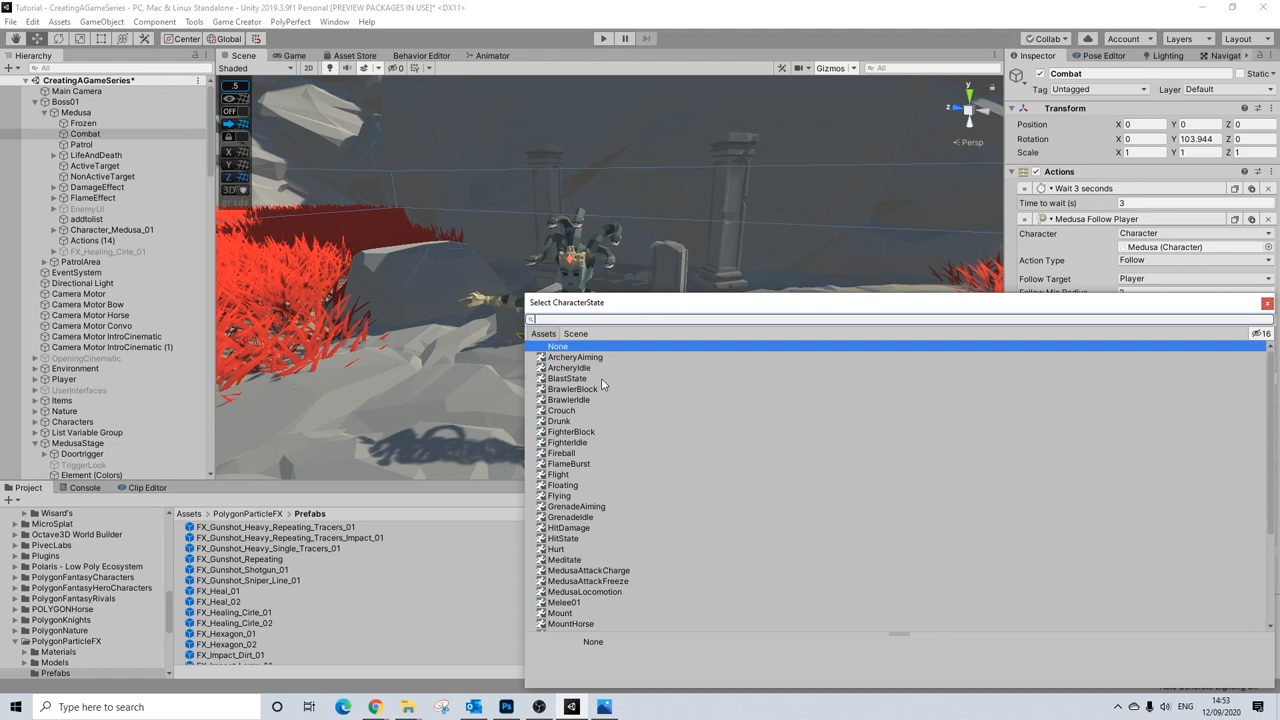 Tutorial - CreatingAGameSeries - PC, Mac & Linux Standalone - Unity 2019.3.9f1 Personal [PREVIEW PACKAGES IN USE]* <DX11>
File Edit Assets GameObject Component Tools Game Creator PolyPerfect Window Help
Center Global Collab Account Layers Layout
Hierarchy Scene Game Asset Store Behavior Editor Animator Inspector Pose Editor Lighting Navigat
All Shaded 2D 0 Gizmos All
Combat Static
Tag Untagged Layer Default
CreatingAGameSeries*
Main Camera
Boss01
Medusa
Frozen
Combat
Patrol
LifeAndDeath
ActiveTarget
NonActiveTarget
DamageEffect
FlameEffect
EnemyUI
addtolist
Character_Medusa_01
Actions (14)
FX_Healing_Cirle_01
PatrolArea
EventSystem
Directional Light
Camera Motor
Camera Motor Bow
Camera Motor Horse
Camera Motor Convo
Camera Motor IntroCinematic
Camera Motor IntroCinematic (1)
OpeningCinematic
Environment
Player
UserInterfaces
Items
Nature
Characters
List Variable Group
MedusaStage
Doortrigger
TriggerLook
Element (Colors)
.5
OFF
X
Y
Z
3D
grids
y
z
Persp
Transform
Position X 0 Y 0 Z 0
Rotation X 0 Y 103.944 Z 0
Scale X 1 Y 1 Z 1
Actions
Wait 3 seconds
Time to wait (s) 3
Medusa Follow Player
Character Character
Medusa (Character)
Action Type Follow
Follow Target Player
Select CharacterState
Assets Scene 16
None
ArcheryAiming
ArcheryIdle
BlastState
BrawlerBlock
BrawlerIdle
Crouch
Drunk
FighterBlock
FighterIdle
Fireball
FlameBurst
Flight
Floating
Flying
GrenadeAiming
GrenadeIdle
HitDamage
HitState
Hurt
Meditate
MedusaAttackCharge
MedusaAttackFreeze
MedusaLocomotion
Melee01
Mount
MountHorse
None
Project Console Clip Editor
Wisard's
MicroSplat
Octave3D World Builder
PivecLabs
Plugins
Polaris - Low Poly Ecosystem
PolygonFantasyCharacters
PolygonFantasyHeroCharacters
PolygonFantasyRivals
POLYGONHorse
PolygonKnights
PolygonNature
PolygonParticleFX
Materials
Models
Prefabs
Assets PolygonParticleFX Prefabs
FX_Gunshot_Heavy_Repeating_Tracers_01
FX_Gunshot_Heavy_Repeating_Tracers_Impact_01
FX_Gunshot_Heavy_Single_Tracers_01
FX_Gunshot_Repeating
FX_Gunshot_Shotgun_01
FX_Gunshot_Sniper_Line_01
FX_Heal_01
FX_Heal_02
FX_Healing_Cirle_01
FX_Healing_Cirle_02
FX_Hexagon_01
FX_Hexagon_02
FX_Impact_Dirt_01
Type here to search
ENG
14:53
12/09/2020